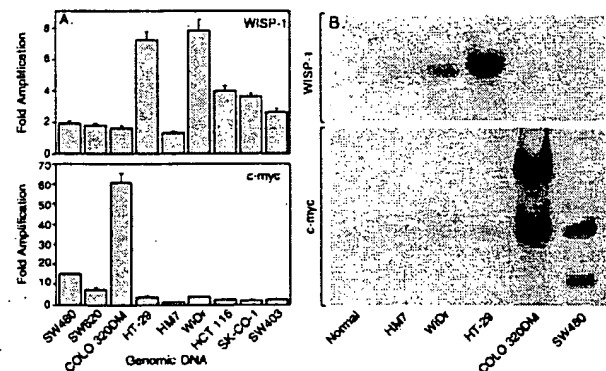 A.
WISP-1
Fold Amplification
8
6
4
2
0
c-myc
Fold Amplification
75
60
50
40
30
20
10
0
SW480
SW620
COLO 320DM
HT-29
HM7
WiDr
HCT 116
SK-CO-1
SW403
Genomic DNA
B.
WISP-1
c-myc
Normal
HM7
WiDr
HT-29
COLO 320DM
SW480